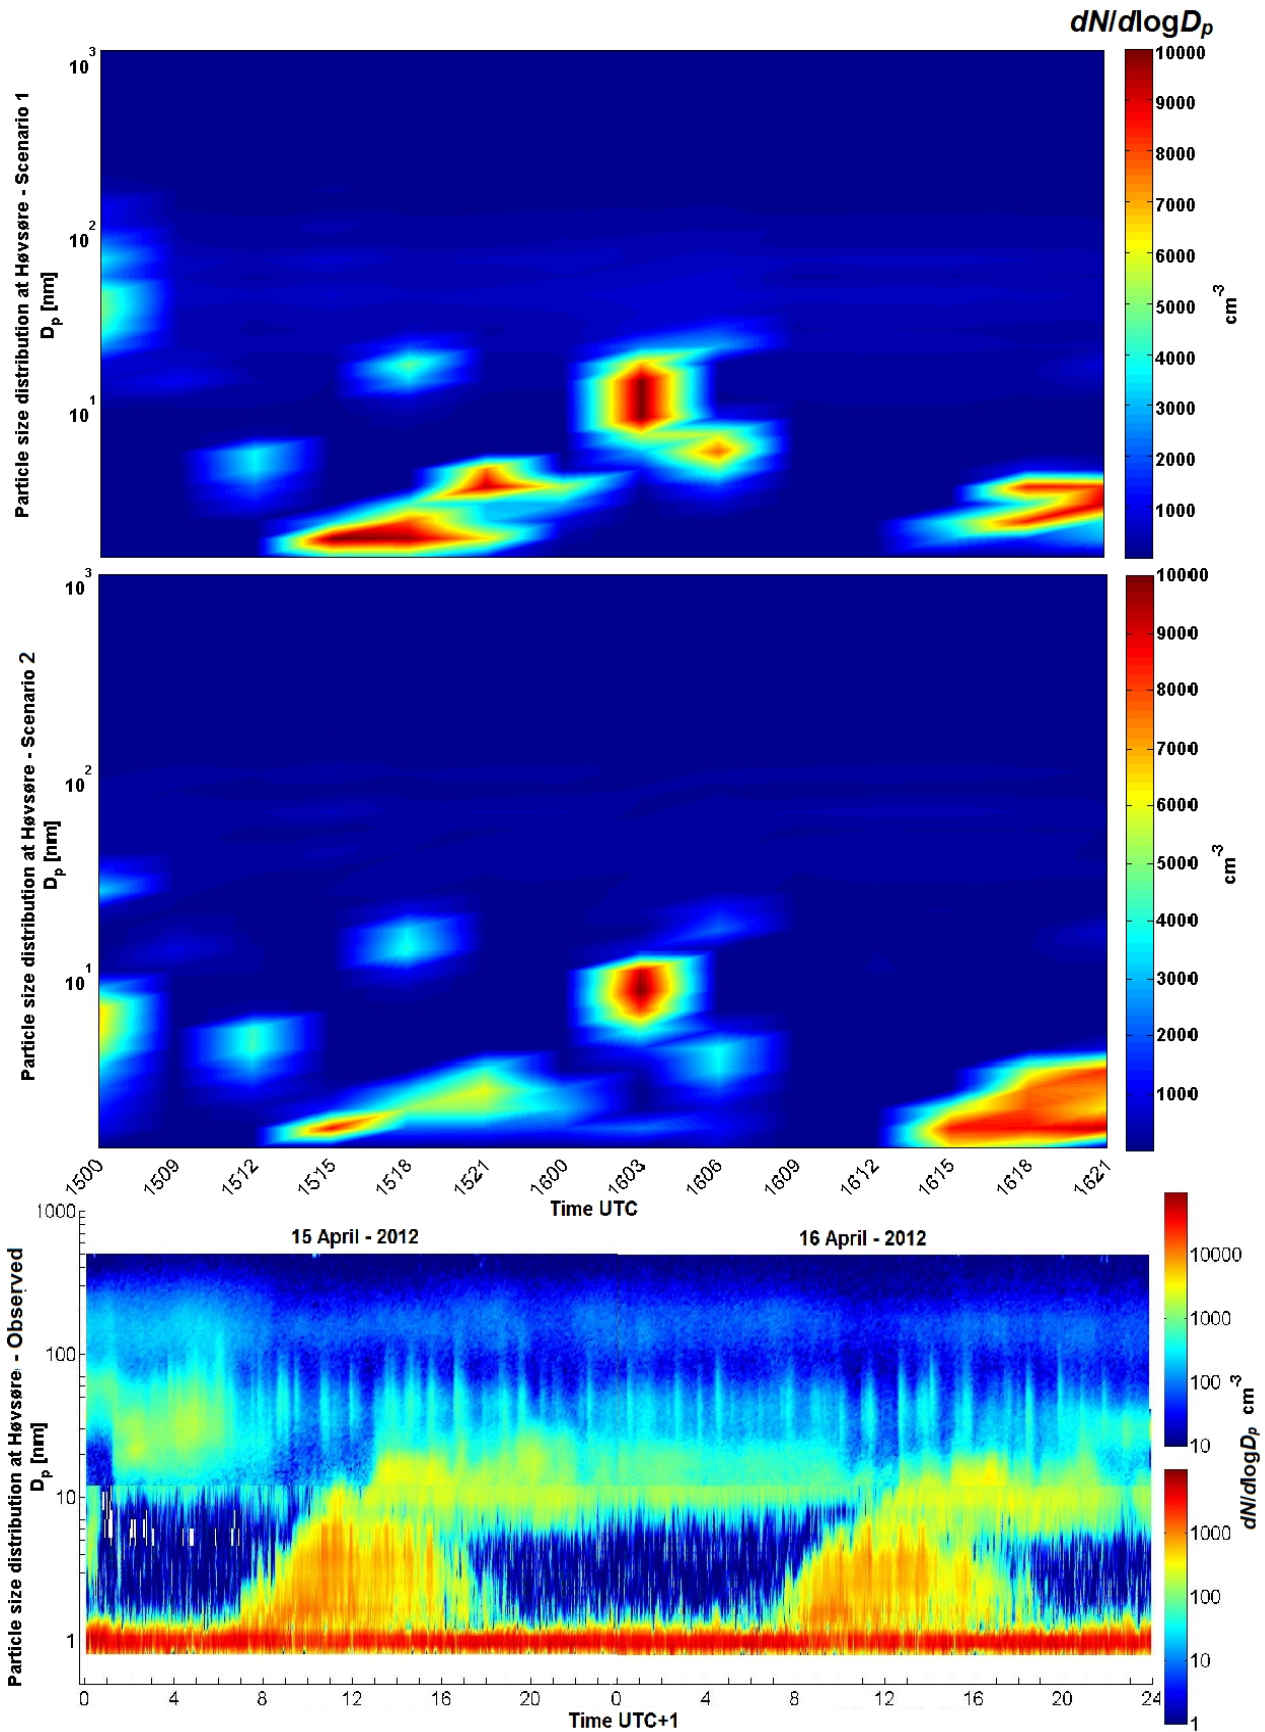 dN/dlogDp
Particle size distribution at Høvsøre - Scenario 1
Dp [nm]
10³
10²
10¹
10000
9000
8000
7000
6000
5000
4000
3000
2000
1000
cm⁻³
Particle size distribution at Høvsøre - Scenario 2
Dp [nm]
10³
10²
10¹
10000
9000
8000
7000
6000
5000
4000
3000
2000
1000
cm⁻³
1500 1509 1512 1515 1518 1521 1600 1603 1606 1609 1612 1615 1618 1621
Time UTC
15 April - 2012 16 April - 2012
Particle size distribution at Høvsøre - Observed
Dp [nm]
1000
100
10
1
10000
1000
100
10
1000
100
10
1
dN/dlogDp cm⁻³
0 4 8 12 16 20 0 4 8 12 16 20 24
Time UTC+1